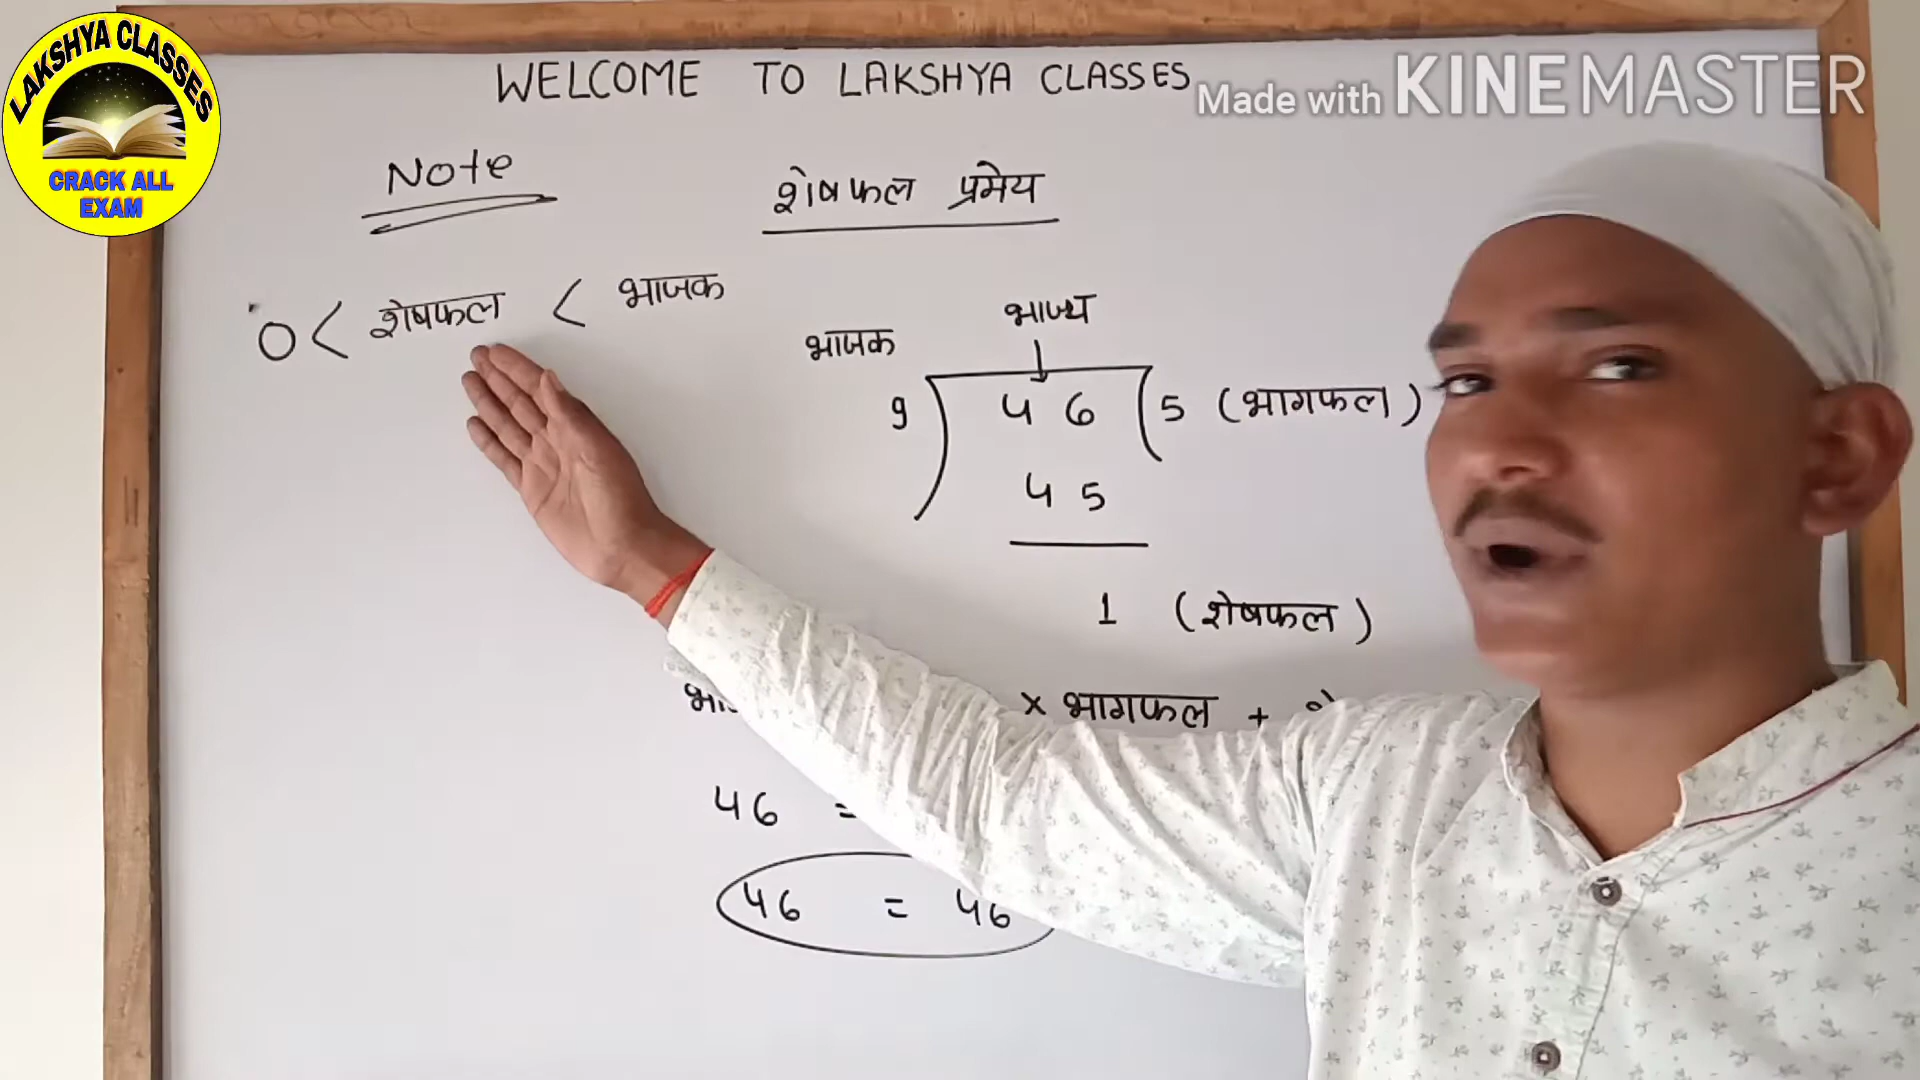 LAKSHYA CLASSES
CRACK ALL
EXAM
WELCOME TO LAKSHYA CLASSES
Made with KINEMASTER
Note
शेषफल प्रमेय
0 < शेषफल < भाजक
भाज्य
भाजक
9 ) 46 ( 5 (भागफल)
45
1 (शेषफल)
× भागफल +
46 =
46 = 46